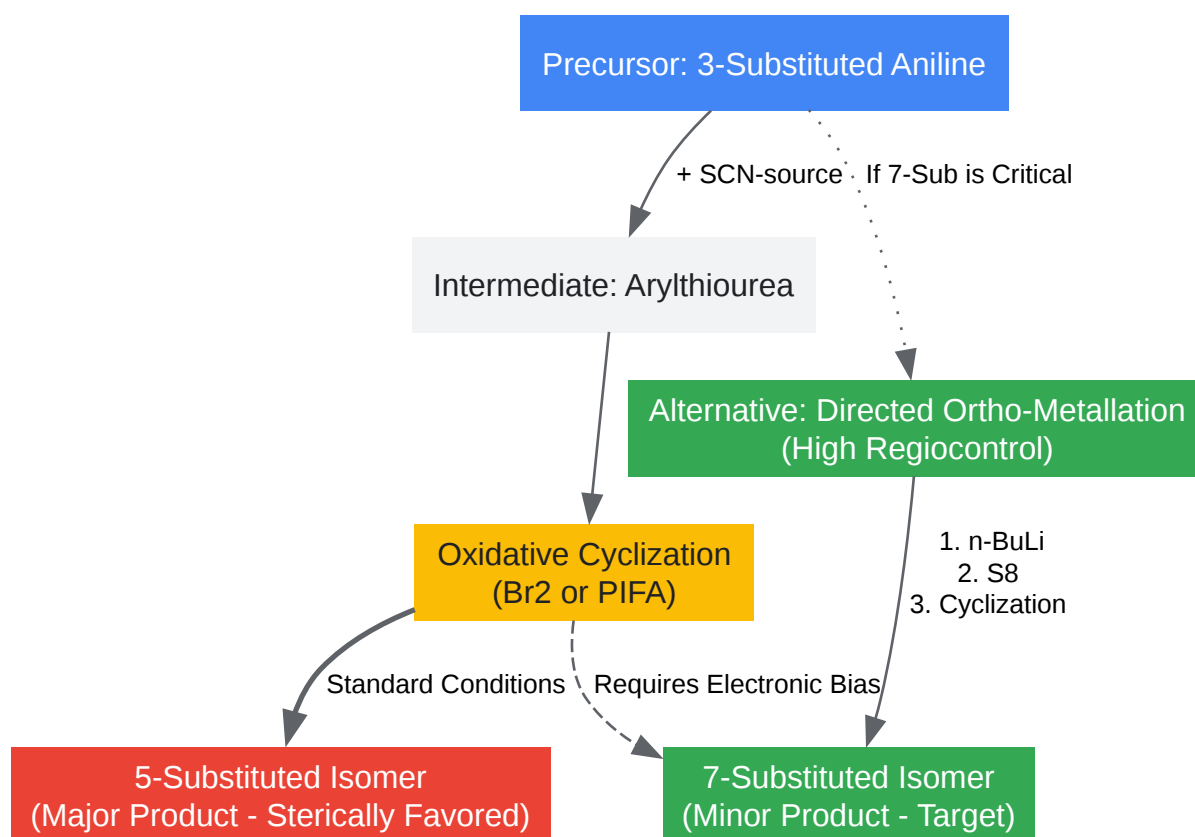 Precursor: 3-Substituted Aniline
+ SCN-source
If 7-Sub is Critical
Intermediate: Arylthiourea
Alternative: Directed Ortho-Metallation
(High Regiocontrol)
Oxidative Cyclization
(Br2 or PIFA)
1. n-BuLi
2. S8
3. Cyclization
Standard Conditions
Requires Electronic Bias
5-Substituted Isomer
(Major Product - Sterically Favored)
7-Substituted Isomer
(Minor Product - Target)